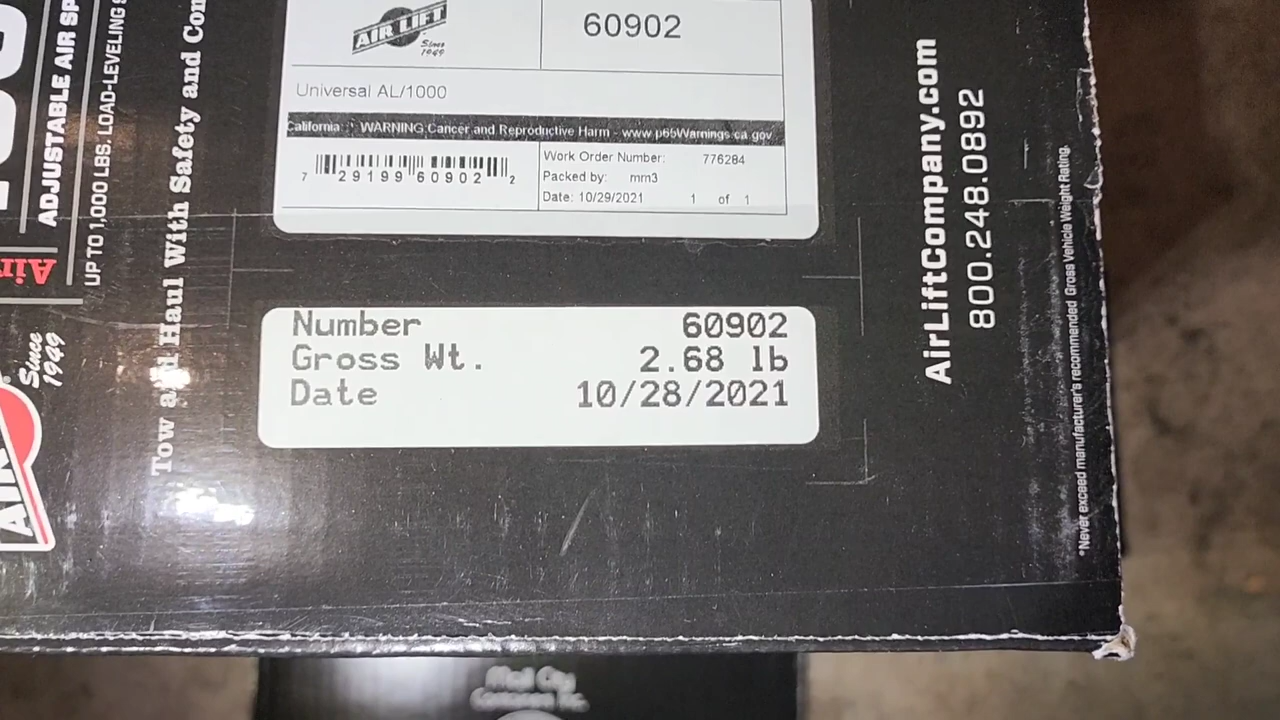 AIR LIFT
Since
1949
60902
Universal AL/1000
California: WARNING Cancer and Reproductive Harm - www.p65Warnings.ca.gov
7 29199 60902 2
Work Order Number: 776284
Packed by: mm3
Date: 10/29/2021 1 of 1
Number 60902
Gross Wt. 2.68 lb
Date 10/28/2021
ADJUSTABLE AIR
UP TO 1,000 LBS. LOAD-LEVELING
Tow and Haul With Safety and
Air
Since
1949
AIR
AirLiftCompany.com
800.248.0892
*Never exceed manufacturer's recommended Gross Vehicle Weight Rating.